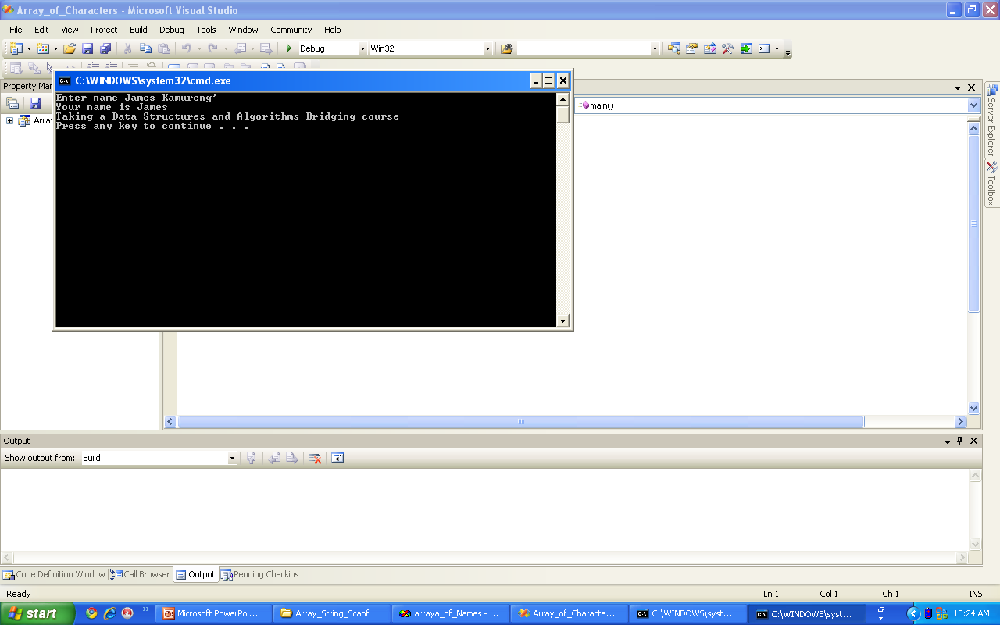 Array_of_Characters - Microsoft Visual Studio
File Edit View Project Build Debug Tools Window Community Help
Debug Win32
Property Mar
C:\WINDOWS\system32\cmd.exe
Enter name James Kamureng'
Your name is James
Taking a Data Structures and Algorithms Bridging course
Press any key to continue . . .
main()
Array
Server Explorer
Toolbox
Output
Show output from: Build
Code Definition Window Call Browser Output Pending Checkins
Ready Ln 1 Col 1 Ch 1 INS
start Microsoft PowerPoi... Array_String_Scanf arraya_of_Names - ... Array_of_Characte... C:\WINDOWS\syst... C:\WINDOWS\syst... 10:24 AM